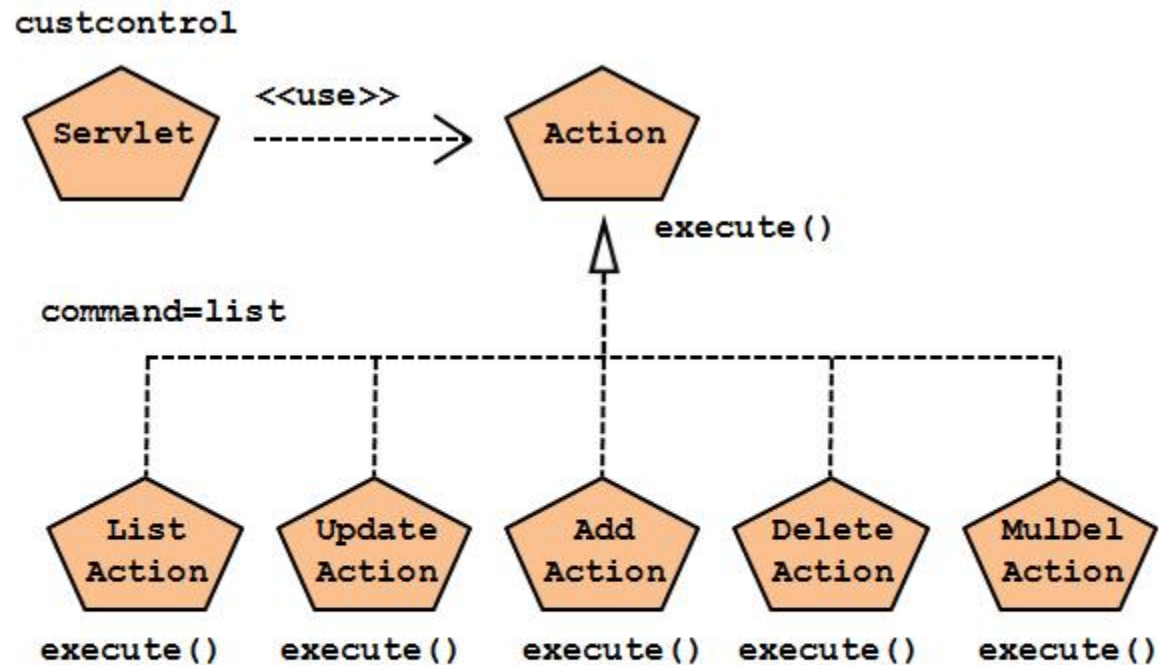 custcontrol
<<use>>
Servlet
Action
execute()
command=list
List
Action
Update
Action
Add
Action
Delete
Action
MulDel
Action
execute()
execute()
execute()
execute()
execute()